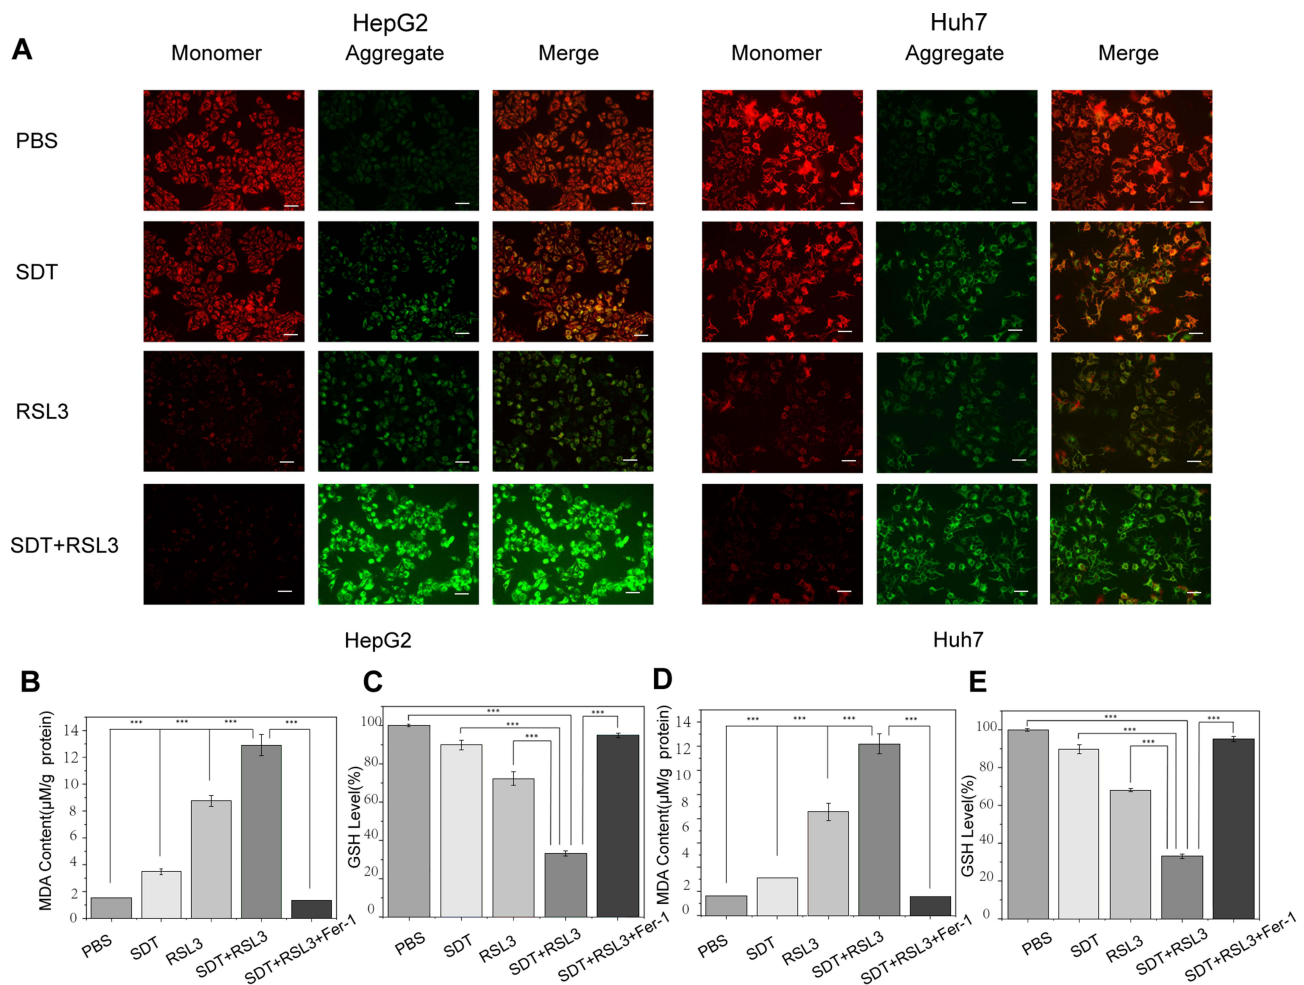 HepG2
Huh7
A
Monomer
Aggregate
Merge
Monomer
Aggregate
Merge
PBS
SDT
RSL3
SDT+RSL3
HepG2
Huh7
B
MDA Content(μM/g protein)
14
12
10
8
6
4
2
0
***
***
***
***
PBS
SDT
RSL3
SDT+RSL3
SDT+RSL3+Fer-1
C
GSH Level(%)
100
80
60
40
20
0
***
***
***
***
PBS
SDT
RSL3
SDT+RSL3
SDT+RSL3+Fer-1
D
MDA Content(μM/g protein)
14
12
10
8
6
4
2
0
***
***
***
***
PBS
SDT
RSL3
SDT+RSL3
SDT+RSL3+Fer-1
E
GSH Level(%)
100
80
60
40
20
0
***
***
***
***
PBS
SDT
RSL3
SDT+RSL3
SDT+RSL3+Fer-1